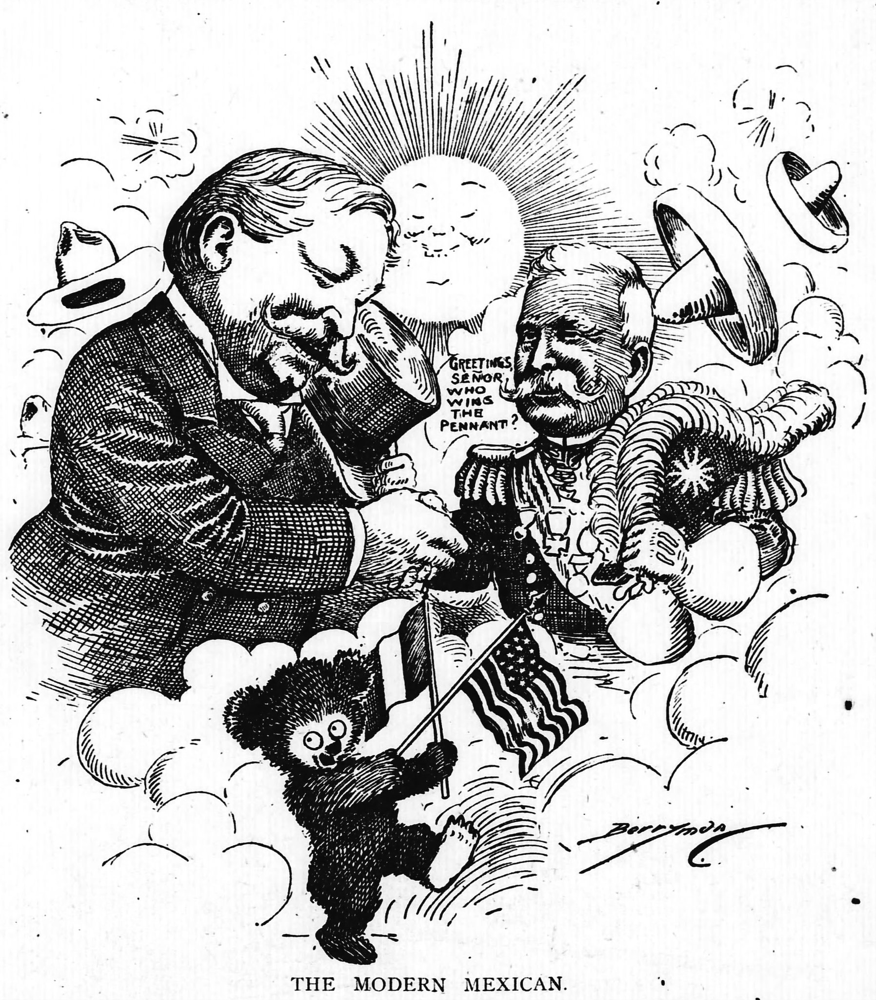 GREETINGS,
SEÑOR,
WHO
WINS
THE
PENNANT?
Berryman
THE MODERN MEXICAN.